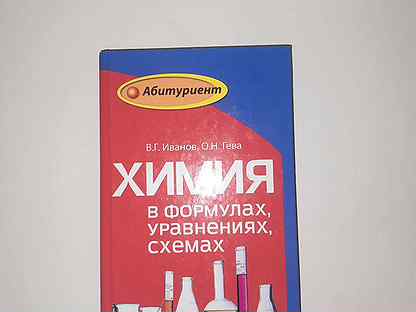 Абитуриент
В.Г. Иванов, О.Н. Гева
ХИМИЯ
В ФОРМУЛАХ,
УРАВНЕНИЯХ,
СХЕМАХ